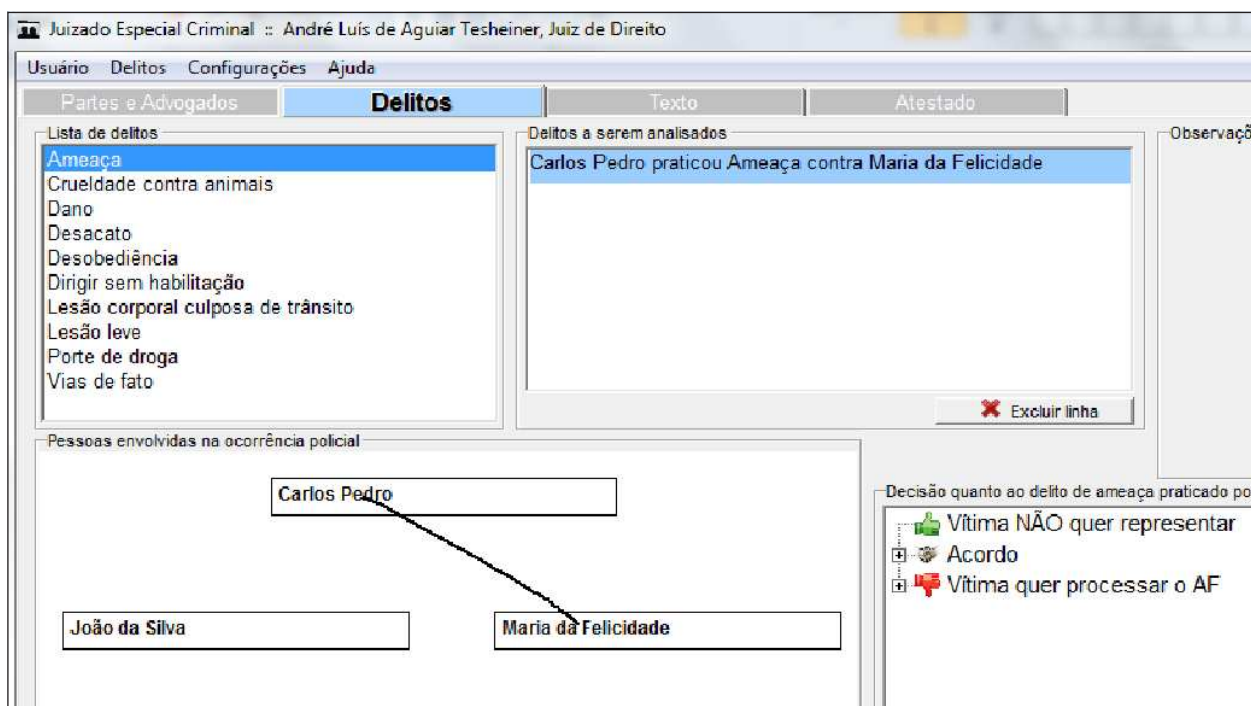 Juizado Especial Criminal :: André Luís de Aguiar Tesheiner, Juiz de Direito
Usuário Delitos Configurações Ajuda
Partes e Advogados Delitos Texto Atestado
Lista de delitos
Ameaça
Crueldade contra animais
Dano
Desacato
Desobediência
Dirigir sem habilitação
Lesão corporal culposa de trânsito
Lesão leve
Porte de droga
Vias de fato
Delitos a serem analisados
Carlos Pedro praticou Ameaça contra Maria da Felicidade
Excluir linha
Observaçõ
Pessoas envolvidas na ocorrência policial
Carlos Pedro
João da Silva
Maria da Felicidade
Decisão quanto ao delito de ameaça praticado po
Vítima NÃO quer representar
Acordo
Vítima quer processar o AF